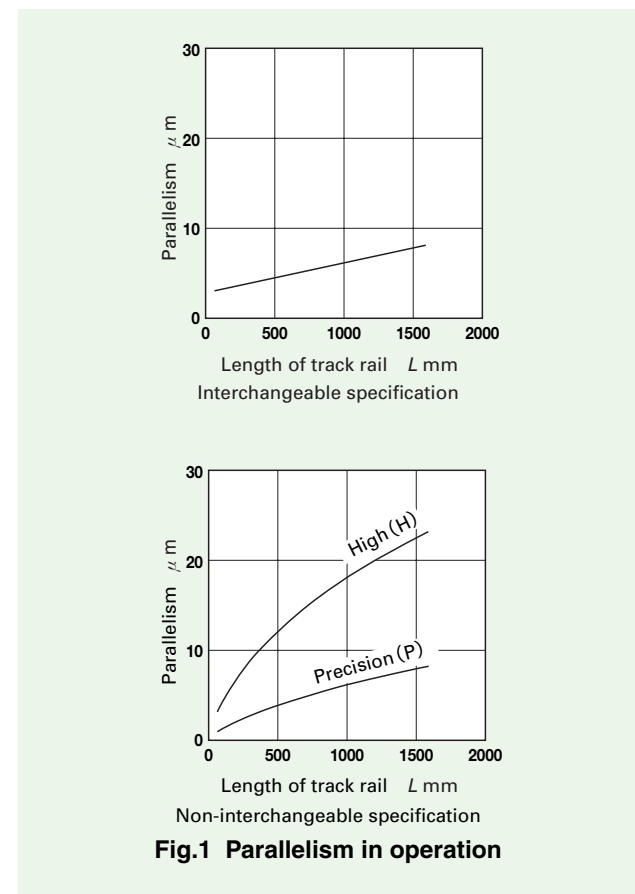 30
20
10
0
Parallelism μm
0 500 1000 1500 2000
Length of track rail L mm
Interchangeable specification
30
20
10
0
Parallelism μm
High(H)
Precision(P)
0 500 1000 1500 2000
Length of track rail L mm
Non-interchangeable specification
Fig.1 Parallelism in operation